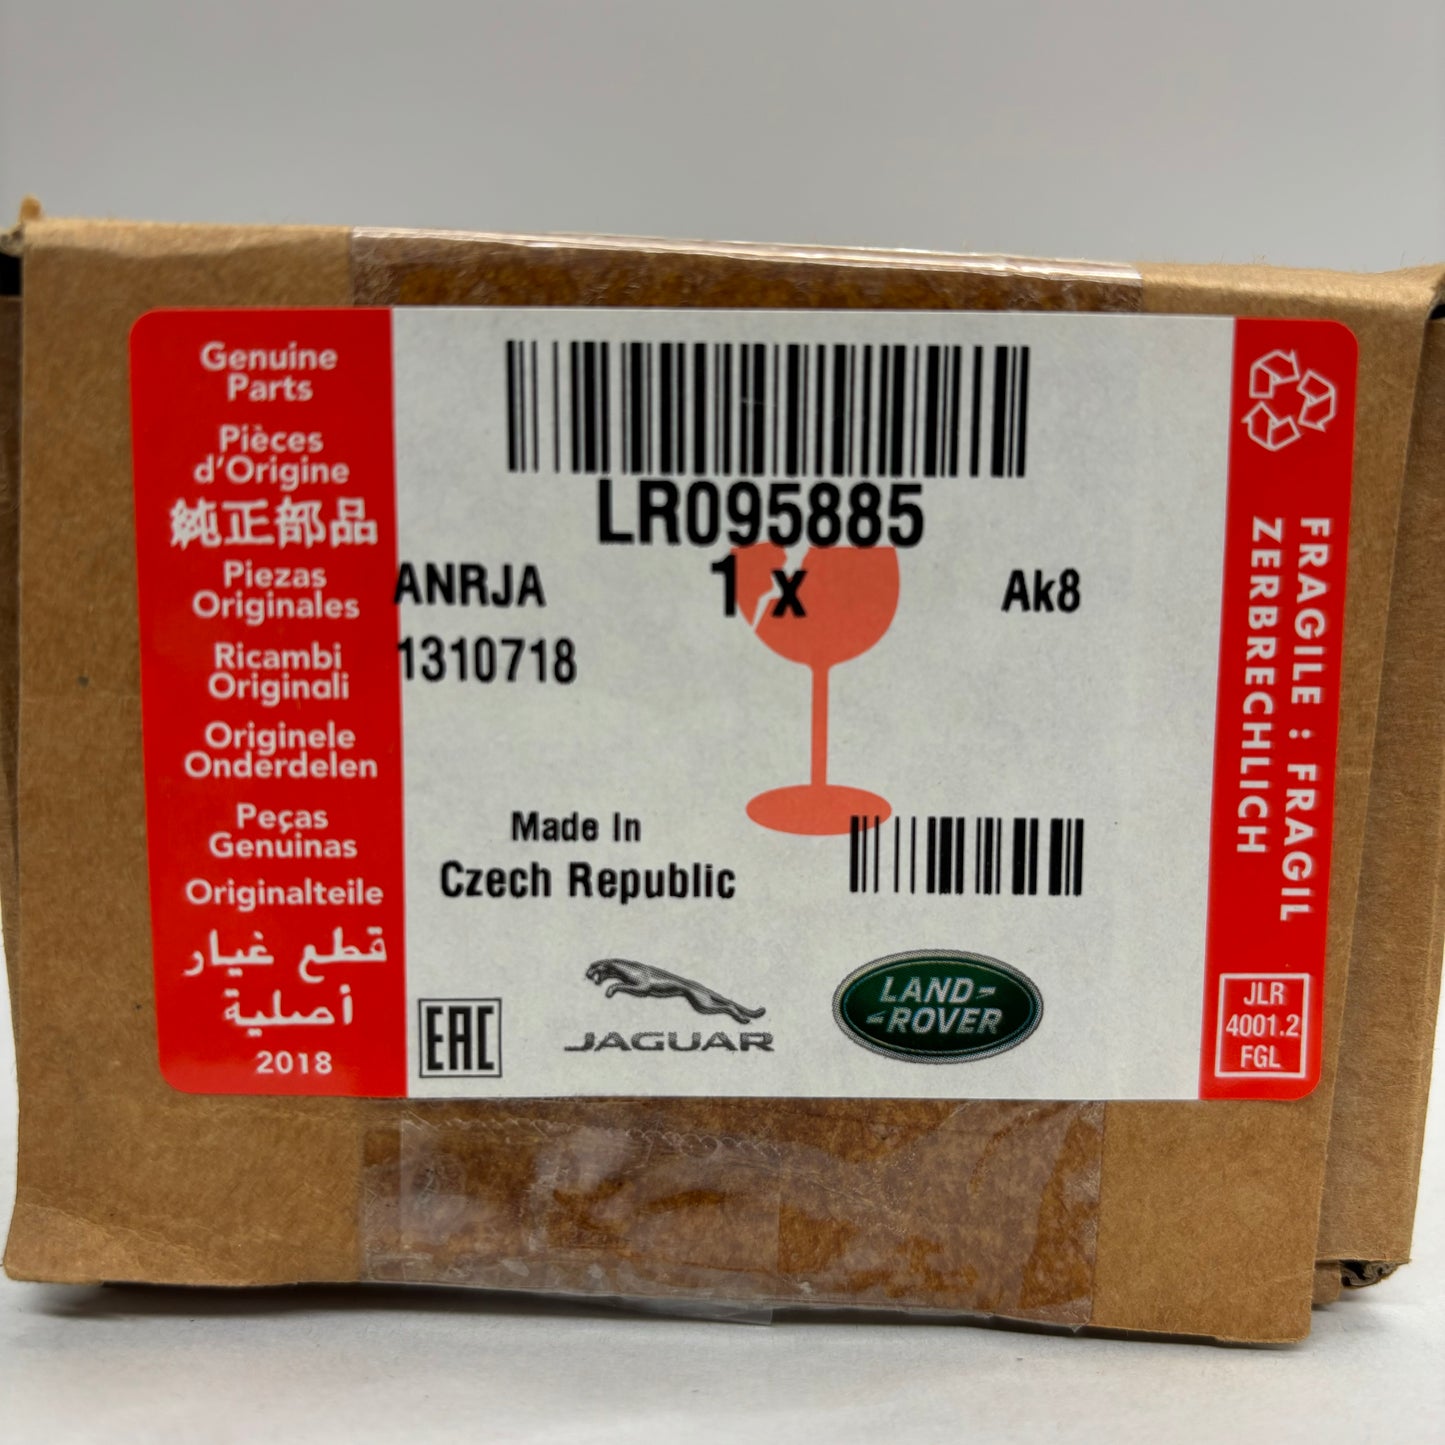 Genuine
Parts
Pièces
d'Origine
純正部品
Piezas
Originales
Ricambi
Originali
Originele
Onderdelen
Peças
Genuinas
Originalteile
قطع غيار
أصلية
2018
LR095885
ANRJA 1 x Ak8
1310718
Made In
Czech Republic
EAC
JAGUAR
LAND-
-ROVER
FRAGILE : FRAGIL
ZERBRECHLICH
JLR
4001.2
FGL